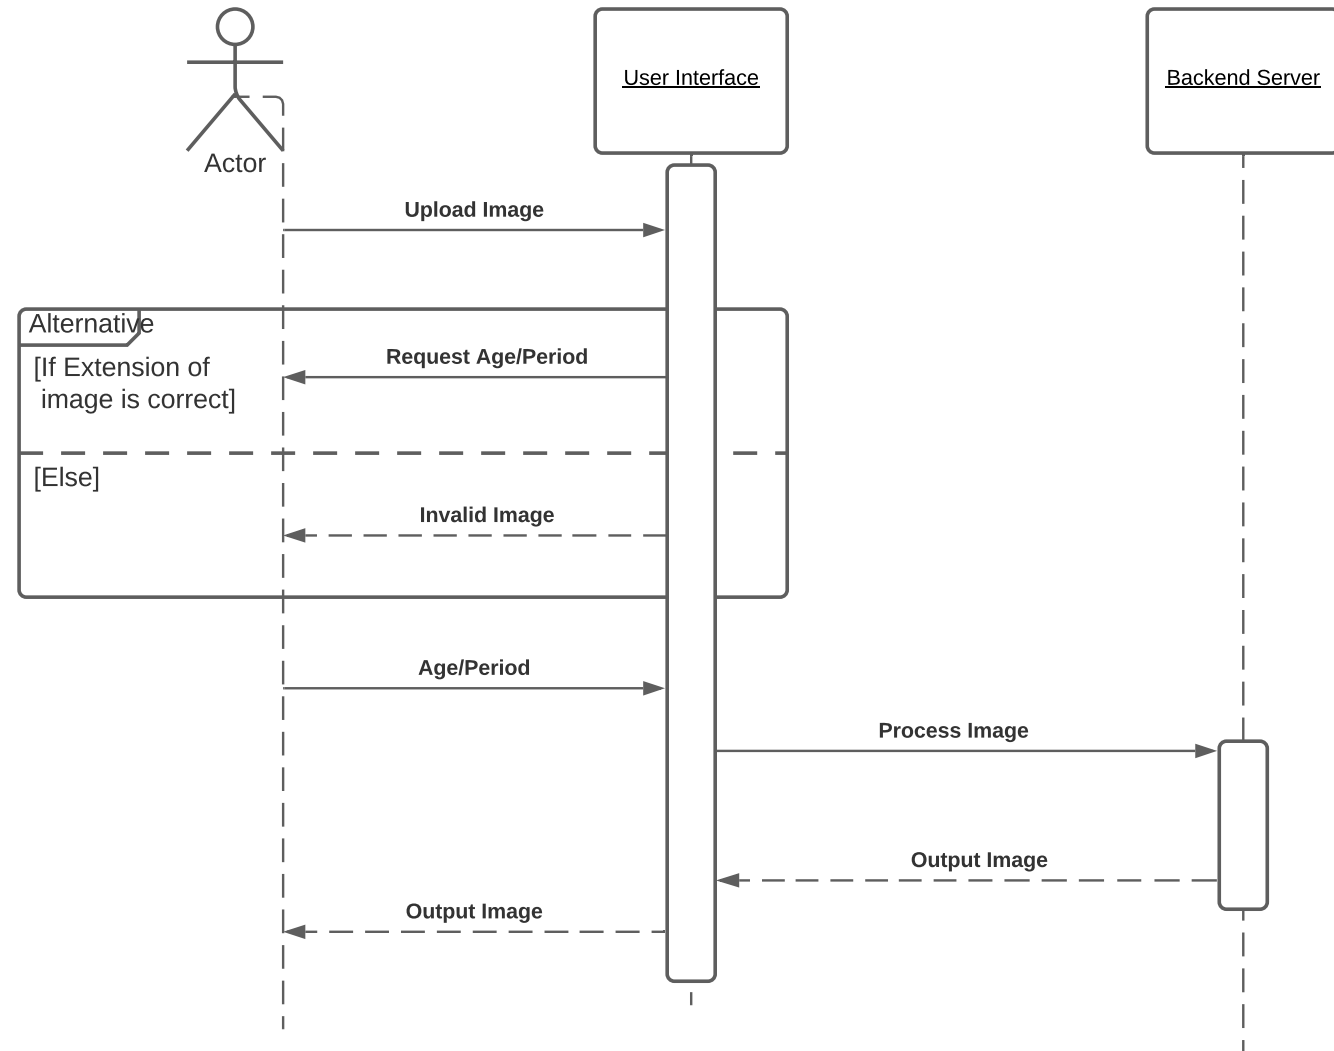 User Interface
Backend Server
Actor
Upload Image
Alternative
Request Age/Period
[If Extension of
image is correct]
[Else]
Invalid Image
Age/Period
Process Image
Output Image
Output Image